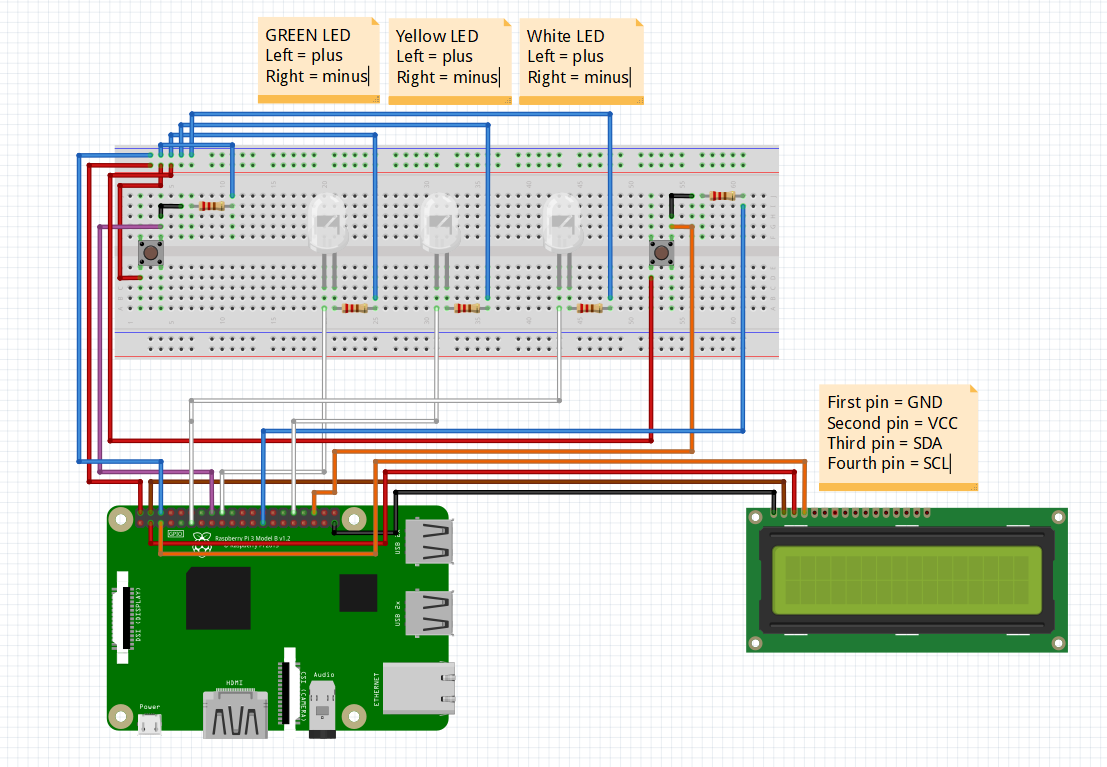 GREEN LED
Left = plus
Right = minus
Yellow LED
Left = plus
Right = minus
White LED
Left = plus
Right = minus
First pin = GND
Second pin = VCC
Third pin = SDA
Fourth pin = SCL
GPIO
Raspberry Pi 3 Model B v1.2
© Raspberry Pi 2015
USB 2x
USB 2x
DSI (DISPLAY)
CSI (CAMERA)
HDMI
Audio
ETHERNET
Power